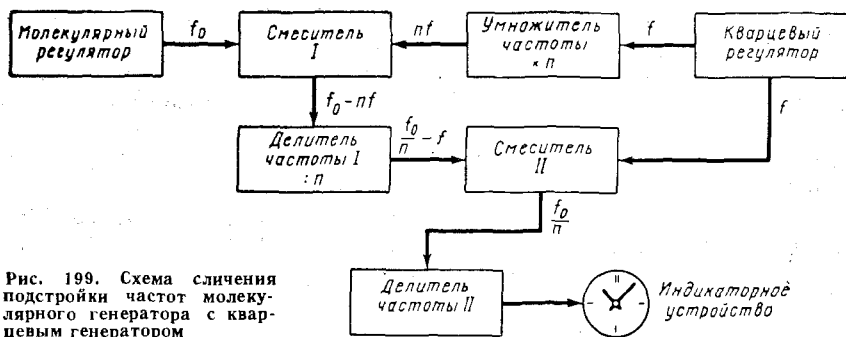 Молекулярный
регулятор
f₀
Смеситель
I
nf
Умножитель
частоты
× n
f
Кварцевый
регулятор
f₀ - nf
f
Делитель
частоты I
: n
f₀/n - f
Смеситель
II
f₀/n
Делитель
частоты II
Индикаторное
устройство
Рис. 199. Схема сличения
подстройки частот молеку-
лярного генератора с квар-
цевым генератором